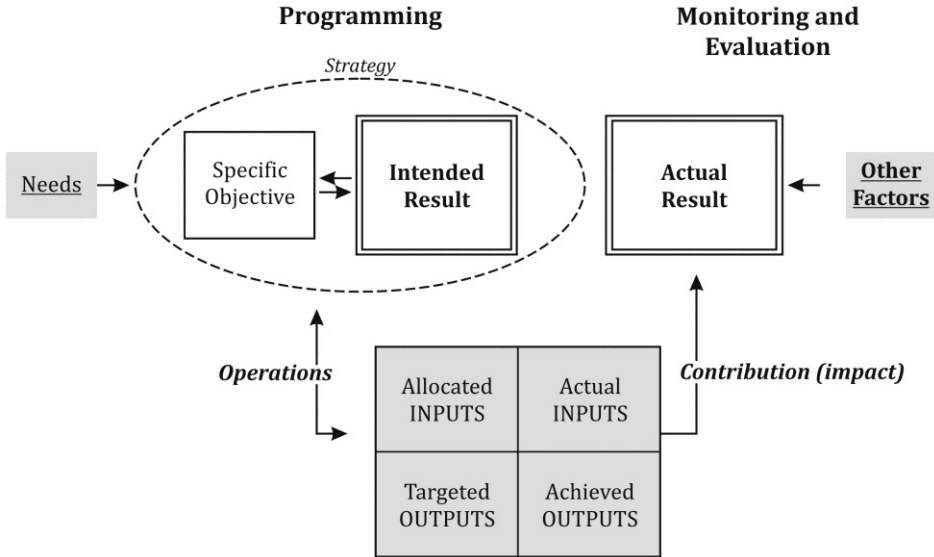 Programming
Monitoring and
Evaluation
Strategy
Needs
Specific
Objective
Intended
Result
Actual
Result
Other
Factors
Operations
Contribution (impact)
Allocated
INPUTS
Actual
INPUTS
Targeted
OUTPUTS
Achieved
OUTPUTS